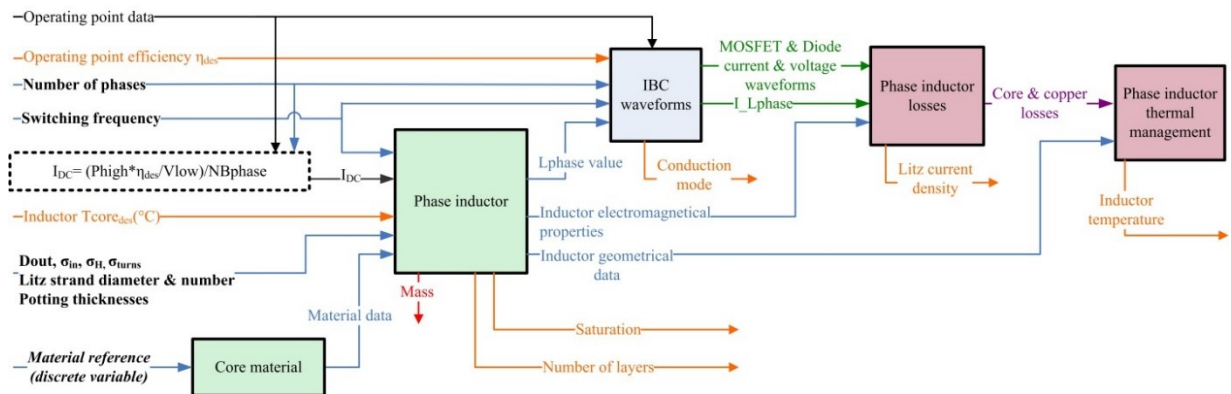 Operating point data
Operating point efficiency ηdes
Number of phases
Switching frequency
IDC= (Phigh*ηdes/Vlow)/NBphase
IDC
Inductor Tcoredes(°C)
Dout, σin, σH, σturns
Litz strand diameter & number
Potting thicknesses
Material reference
(discrete variable)
Core material
Material data
Phase inductor
Mass
Saturation
Number of layers
Lphase value
Inductor electromagnetical
properties
Inductor geometrical
data
IBC
waveforms
Conduction
mode
MOSFET & Diode
current & voltage
waveforms
I_Lphase
Phase inductor
losses
Litz current
density
Core & copper
losses
Phase inductor
thermal
management
Inductor
temperature